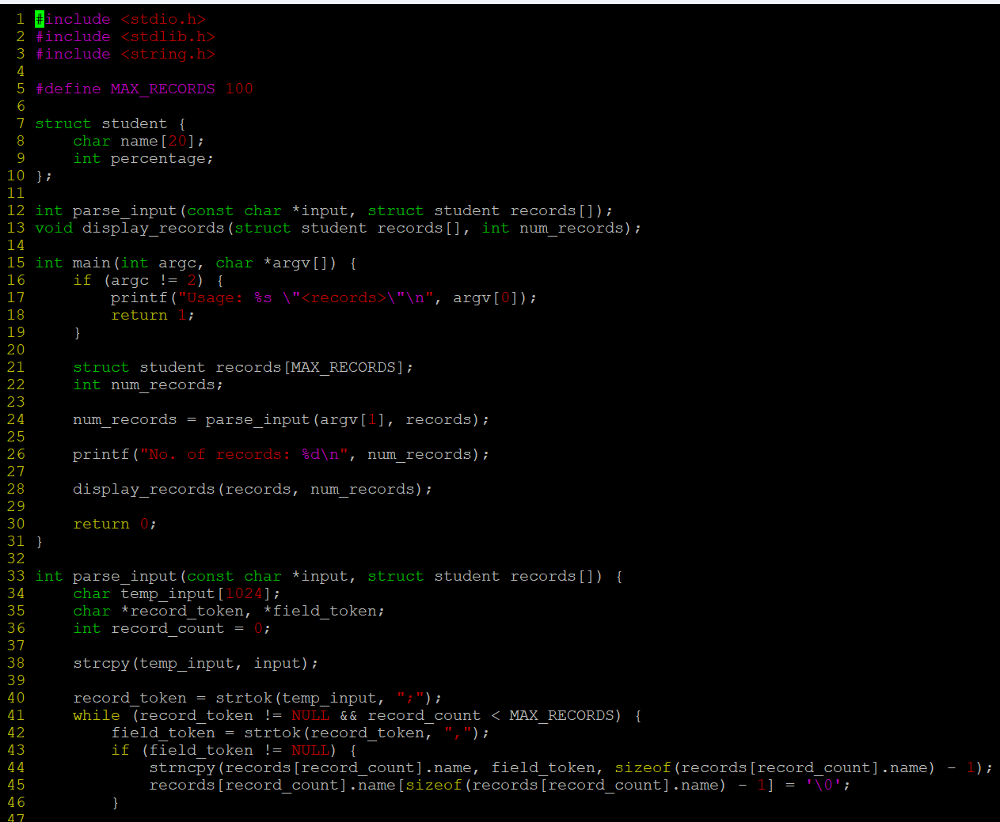 1 #include <stdio.h>
2 #include <stdlib.h>
3 #include <string.h>
4
5 #define MAX_RECORDS 100
6
7 struct student {
8     char name[20];
9     int percentage;
10 };
11
12 int parse_input(const char *input, struct student records[]);
13 void display_records(struct student records[], int num_records);
14
15 int main(int argc, char *argv[]) {
16     if (argc != 2) {
17         printf("Usage: %s \"<records>\"\n", argv[0]);
18         return 1;
19     }
20
21     struct student records[MAX_RECORDS];
22     int num_records;
23
24     num_records = parse_input(argv[1], records);
25
26     printf("No. of records: %d\n", num_records);
27
28     display_records(records, num_records);
29
30     return 0;
31 }
32
33 int parse_input(const char *input, struct student records[]) {
34     char temp_input[1024];
35     char *record_token, *field_token;
36     int record_count = 0;
37
38     strcpy(temp_input, input);
39
40     record_token = strtok(temp_input, ";");
41     while (record_token != NULL && record_count < MAX_RECORDS) {
42         field_token = strtok(record_token, ",");
43         if (field_token != NULL) {
44             strncpy(records[record_count].name, field_token, sizeof(records[record_count].name) - 1);
45             records[record_count].name[sizeof(records[record_count].name) - 1] = '\0';
46         }
47